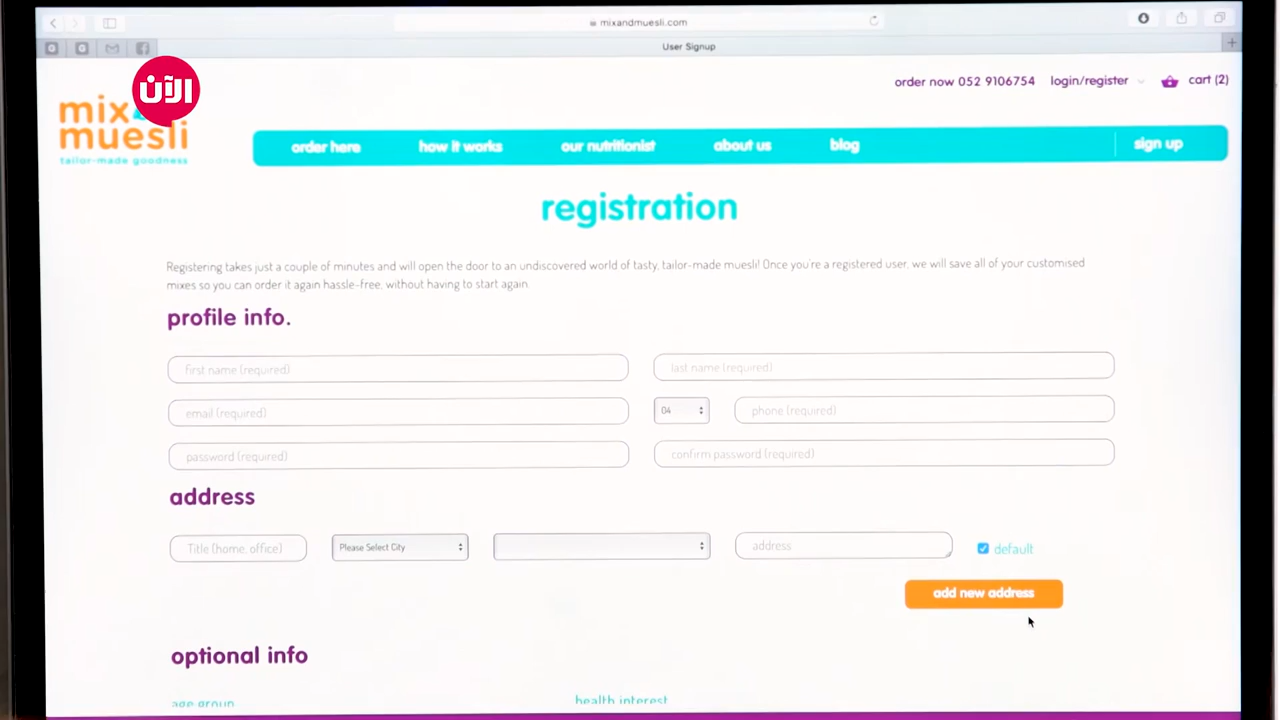 mixandmuesli.com
User Signup
الآن
order now 052 9106754 login/register cart (2)
mix
muesli
tailor-made goodness
order here how it works our nutritionist about us blog sign up
registration
Registering takes just a couple of minutes and will open the door to an undiscovered world of tasty, tailor-made muesli! Once you're a registered user, we will save all of your customised
mixes so you can order it again hassle-free, without having to start again.
profile info.
first name (required) last name (required)
email (required) 04 phone (required)
password (required) confirm password (required)
address
Title (home, office) Please Select City address default
add new address
optional info
age group health interest